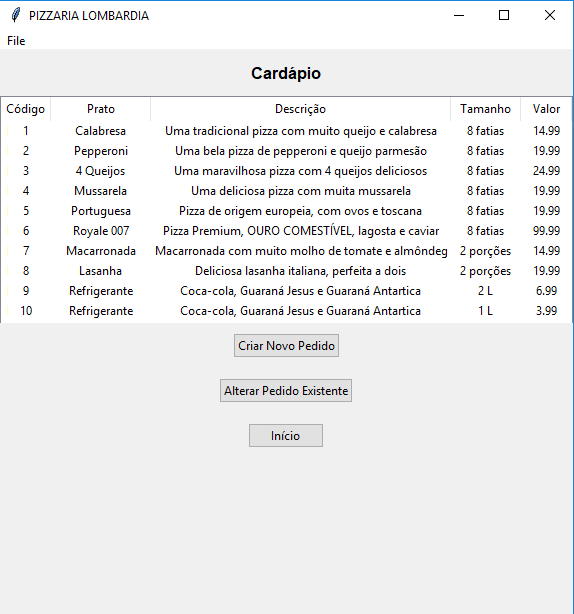 PIZZARIA LOMBARDIA
File
Cardápio
Código Prato Descrição Tamanho Valor
1 Calabresa Uma tradicional pizza com muito queijo e calabresa 8 fatias 14.99
2 Pepperoni Uma bela pizza de pepperoni e queijo parmesão 8 fatias 19.99
3 4 Queijos Uma maravilhosa pizza com 4 queijos deliciosos 8 fatias 24.99
4 Mussarela Uma deliciosa pizza com muita mussarela 8 fatias 19.99
5 Portuguesa Pizza de origem europeia, com ovos e toscana 8 fatias 19.99
6 Royale 007 Pizza Premium, OURO COMESTÍVEL, lagosta e caviar 8 fatias 99.99
7 Macarronada Macarronada com muito molho de tomate e almôndeg 2 porções 14.99
8 Lasanha Deliciosa lasanha italiana, perfeita a dois 2 porções 19.99
9 Refrigerante Coca-cola, Guaraná Jesus e Guaraná Antartica 2 L 6.99
10 Refrigerante Coca-cola, Guaraná Jesus e Guaraná Antartica 1 L 3.99
Criar Novo Pedido
Alterar Pedido Existente
Início